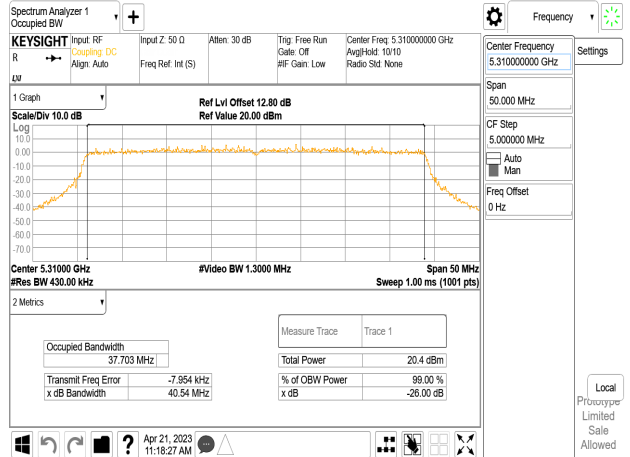 Spectrum Analyzer 1
Occupied BW
Frequency
KEYSIGHT
R
LXI
Input: RF
Coupling: DC
Align: Auto
Input Z: 50 Ω
Freq Ref: Int (S)
Atten: 30 dB
Trig: Free Run
Gate: Off
#IF Gain: Low
Center Freq: 5.310000000 GHz
Avg|Hold: 10/10
Radio Std: None
Center Frequency
5.310000000 GHz
Settings
Span
50.000 MHz
CF Step
5.000000 MHz
Auto
Man
Freq Offset
0 Hz
1 Graph
Scale/Div 10.0 dB
Ref Lvl Offset 12.80 dB
Ref Value 20.00 dBm
Log
10.0
0.00
-10.0
-20.0
-30.0
-40.0
-50.0
-60.0
-70.0
Center 5.31000 GHz
#Res BW 430.00 kHz
#Video BW 1.3000 MHz
Span 50 MHz
Sweep 1.00 ms (1001 pts)
2 Metrics
Measure Trace Trace 1
Occupied Bandwidth
37.703 MHz
Total Power 20.4 dBm
Transmit Freq Error -7.954 kHz
% of OBW Power 99.00 %
x dB Bandwidth 40.54 MHz
x dB -26.00 dB
Local
Prototype
Limited
Sale
Allowed
?
Apr 21, 2023
11:18:27 AM